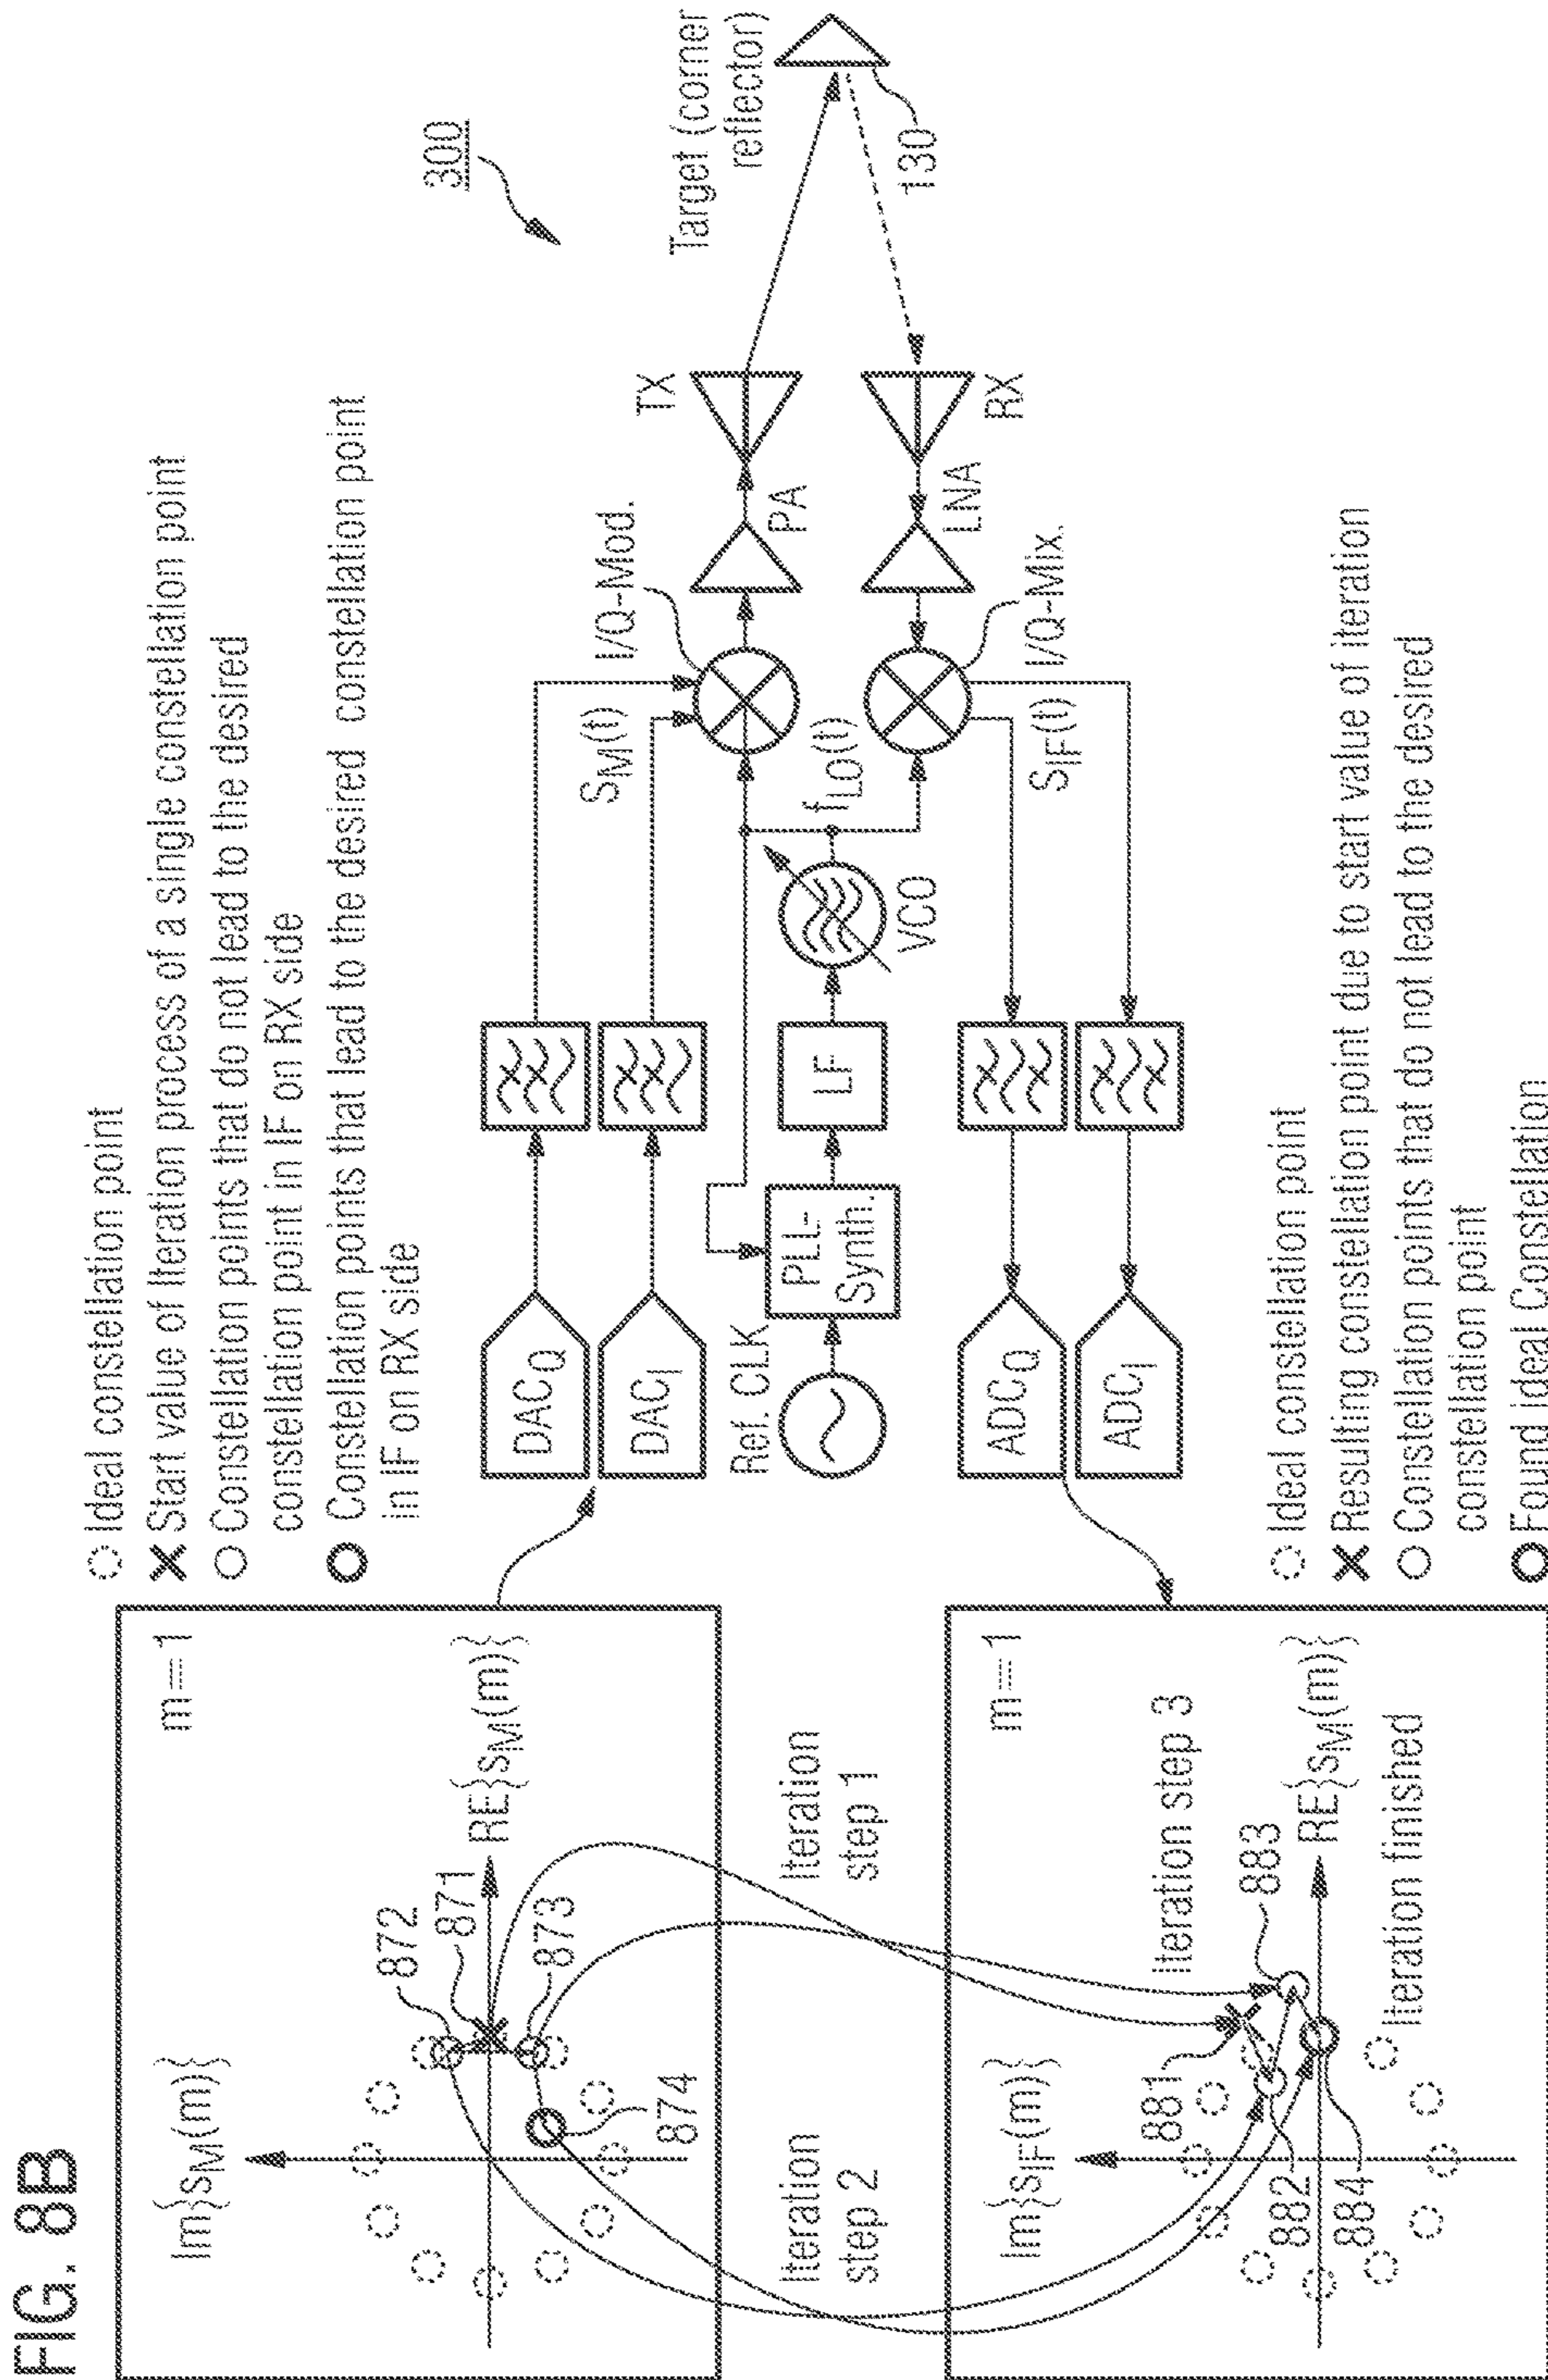 FIG. 8B
Im}sM(m){
m=1
872
871
RE}sM(m){
873
874
Ideal constellation point
Start value of Iteration process of a single constellation point
Constellation points that do not lead to the desired
constellation point in IF on RX side
Constellation points that lead to the desired constellation point
in IF on RX side
300
DACQ
DACI
SM(t)
I/Q-Mod.
PA
TX
Target (corner
reflector)
130
Ref. CLK
PLL-
Synth.
LF
VCO
fLO(t)
ADCQ
ADCI
SIF(t)
I/Q-Mix.
LNA
RX
Iteration
step 2
Iteration
step 1
Im}sIF(m){
m=1
881
Iteration step 3
883
882
884
RE}sM(m){
Iteration finished
Ideal constellation point
Resulting constellation point due to start value of iteration
Constellation points that do not lead to the desired
constellation point
Found ideal Constellation